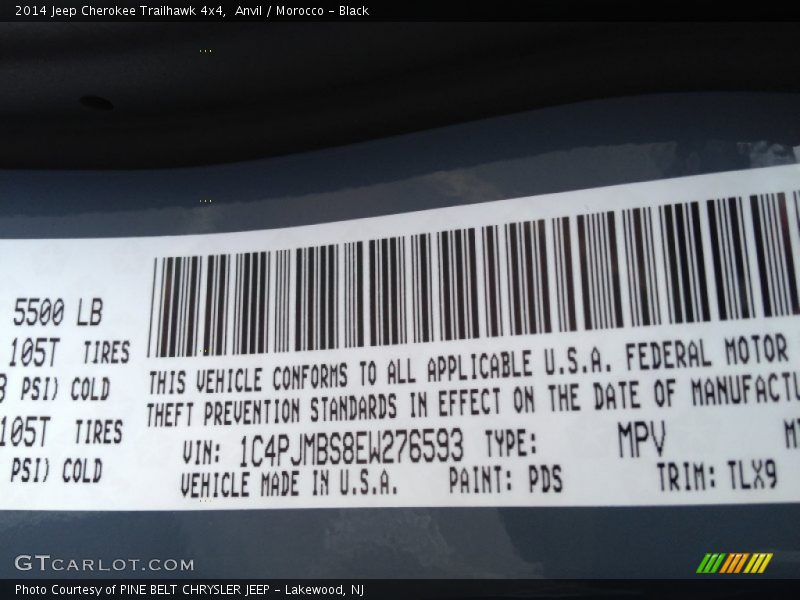 2014 Jeep Cherokee Trailhawk 4x4, Anvil / Morocco – Black
5500 LB
105T TIRES
PSI) COLD
105T TIRES
PSI) COLD
THIS VEHICLE CONFORMS TO ALL APPLICABLE U.S.A. FEDERAL MOTOR
THEFT PREVENTION STANDARDS IN EFFECT ON THE DATE OF MANUFACTU
VIN: 1C4PJMBS8EW276593 TYPE: MPV
VEHICLE MADE IN U.S.A. PAINT: PDS TRIM: TLX9
GTCARLOT.COM
Photo Courtesy of PINE BELT CHRYSLER JEEP – Lakewood, NJ